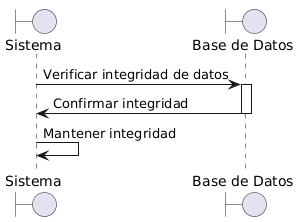 Sistema
Base de Datos
Verificar integridad de datos
Confirmar integridad
Mantener integridad
Sistema
Base de Datos